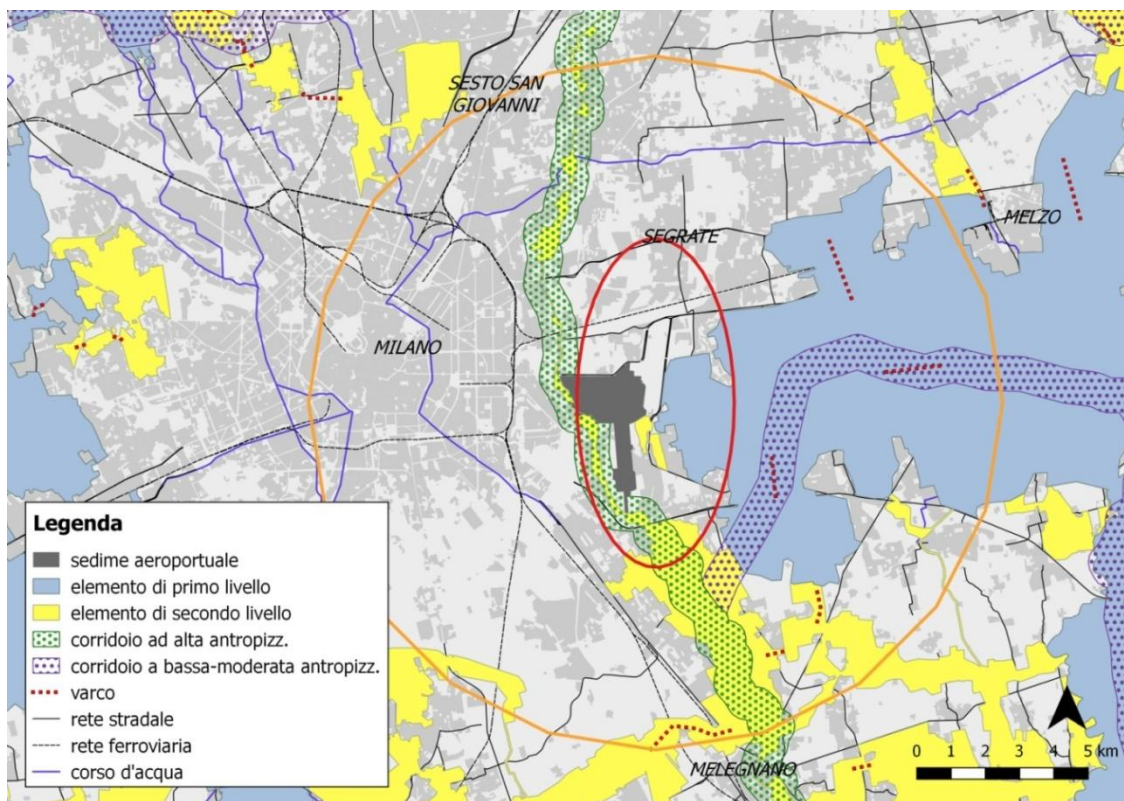 SESTO SAN
GIOVANNI
SEGRATE
MELZO
MILANO
MELEGNANO
Legenda
sedime aeroportuale
elemento di primo livello
elemento di secondo livello
corridoio ad alta antropizz.
corridoio a bassa-moderata antropizz.
varco
rete stradale
rete ferroviaria
corso d'acqua
0 1 2 3 4 5 km